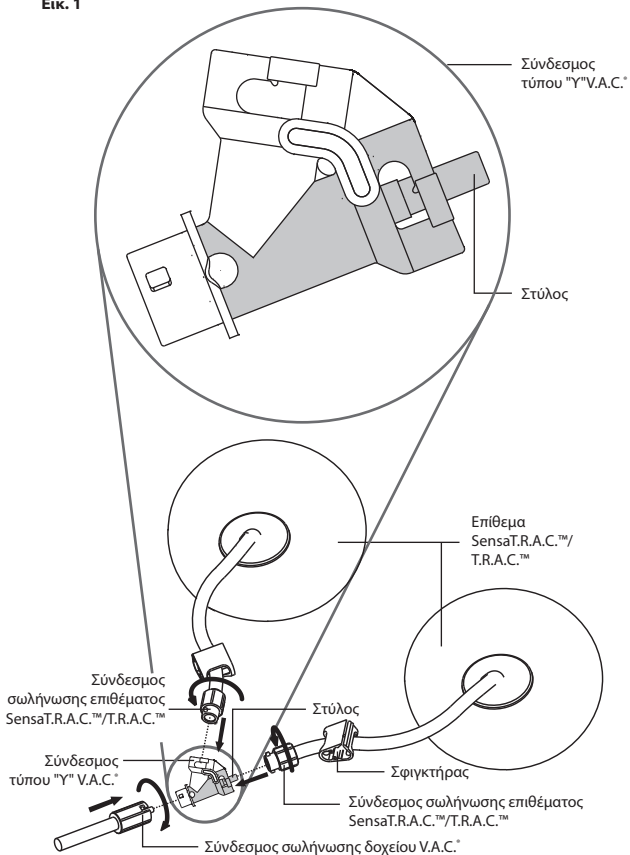 Εικ. 1
Σύνδεσμος
τύπου "Y"V.A.C.®
Στύλος
Επίθεμα
SensaT.R.A.C.™/
T.R.A.C.™
Σύνδεσμος
σωλήνωσης επιθέματος
SensaT.R.A.C.™/T.R.A.C.™
Στύλος
Σύνδεσμος
τύπου "Y" V.A.C.®
Σφιγκτήρας
Σύνδεσμος σωλήνωσης επιθέματος
SensaT.R.A.C.™/T.R.A.C.™
Σύνδεσμος σωλήνωσης δοχείου V.A.C.®